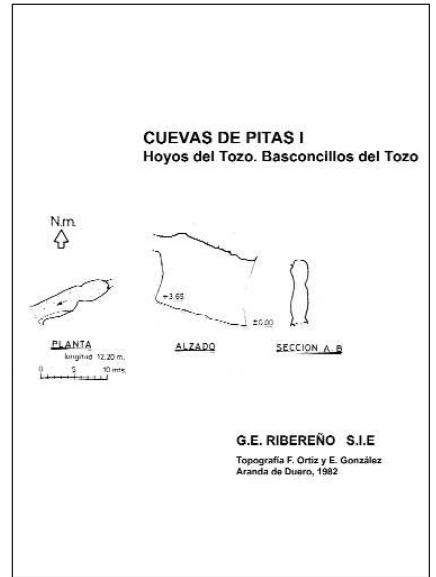 CUEVAS DE PITAS I
Hoyos del Tozo. Basconcillos del Tozo
N.m.
+3.65
±0.00
PLANTA
longitud 12,20 m.
0 5 10 mts.
ALZADO
SECCION A.B
G.E. RIBEREÑO S.I.E
Topografía F. Ortiz y E. González
Aranda de Duero, 1982